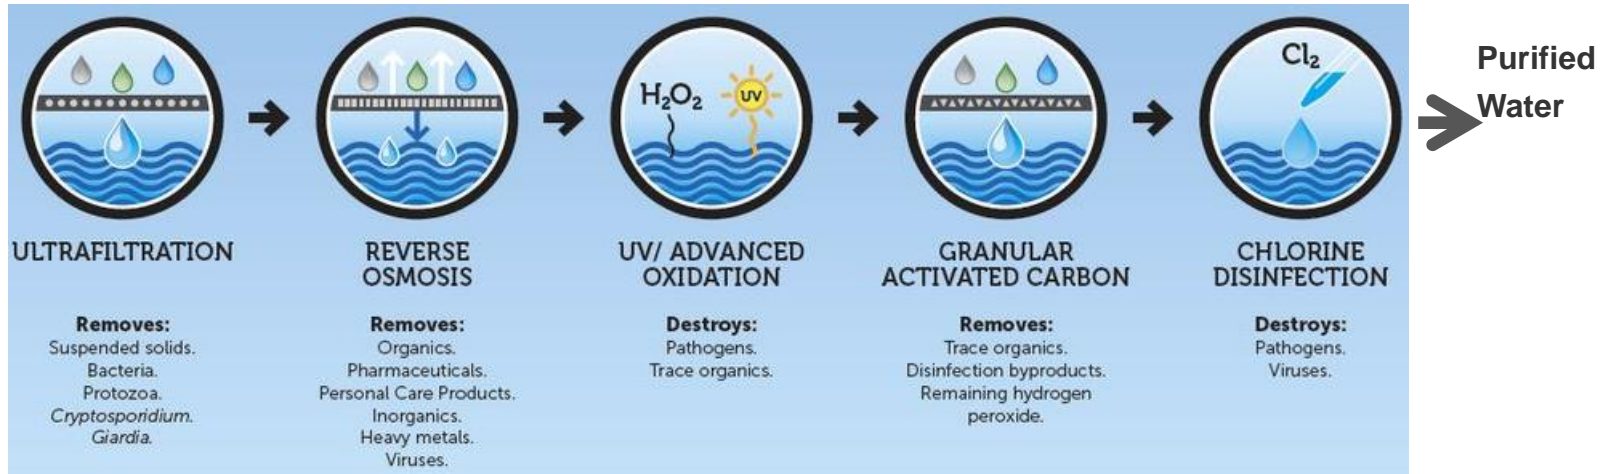 H₂O₂
UV
Cl₂
Purified
Water
ULTRAFILTRATION
Removes:
Suspended solids.
Bacteria.
Protozoa.
Cryptosporidium.
Giardia.
REVERSE
OSMOSIS
Removes:
Organics.
Pharmaceuticals.
Personal Care Products.
Inorganics.
Heavy metals.
Viruses.
UV/ ADVANCED
OXIDATION
Destroys:
Pathogens.
Trace organics.
GRANULAR
ACTIVATED CARBON
Removes:
Trace organics.
Disinfection byproducts.
Remaining hydrogen
peroxide.
CHLORINE
DISINFECTION
Destroys:
Pathogens.
Viruses.